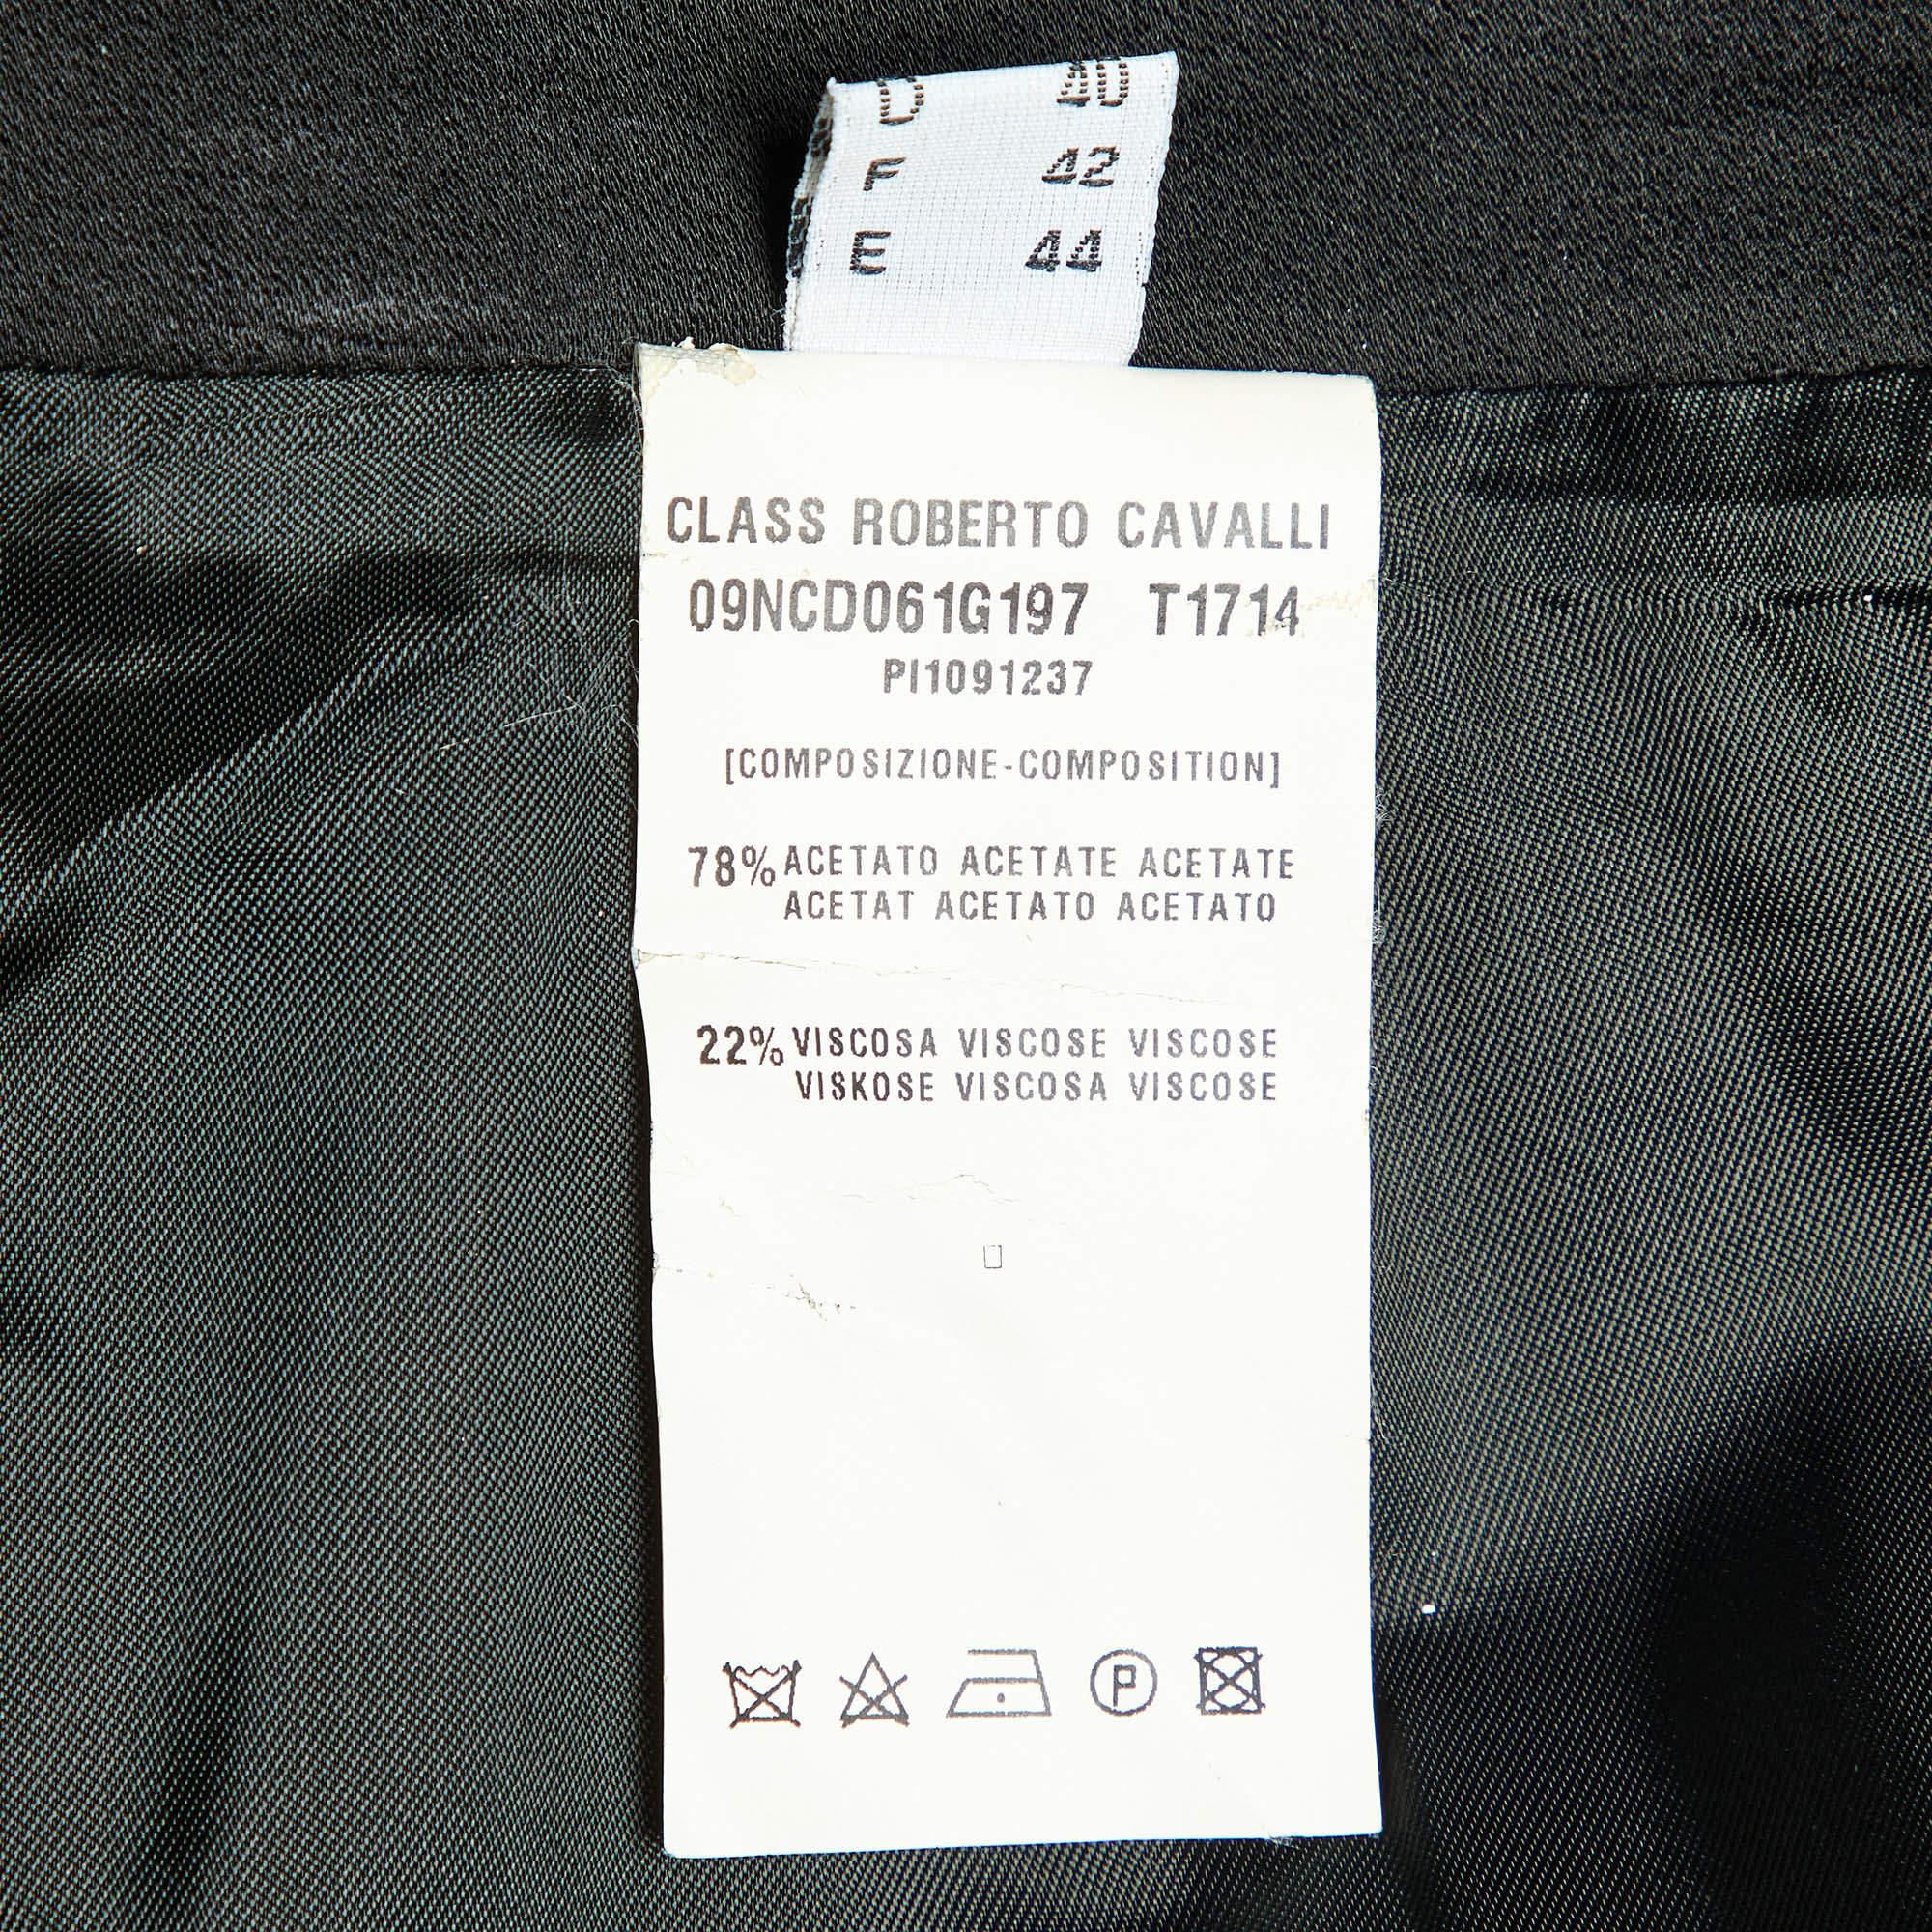 D 40
F 42
E 44
CLASS ROBERTO CAVALLI
09NCD061G197 T1714
PI1091237
[COMPOSIZIONE-COMPOSITION]
78% ACETATO ACETATE ACETATE
ACETAT ACETATO ACETATO
22% VISCOSA VISCOSE VISCOSE
VISKOSE VISCOSA VISCOSE
P